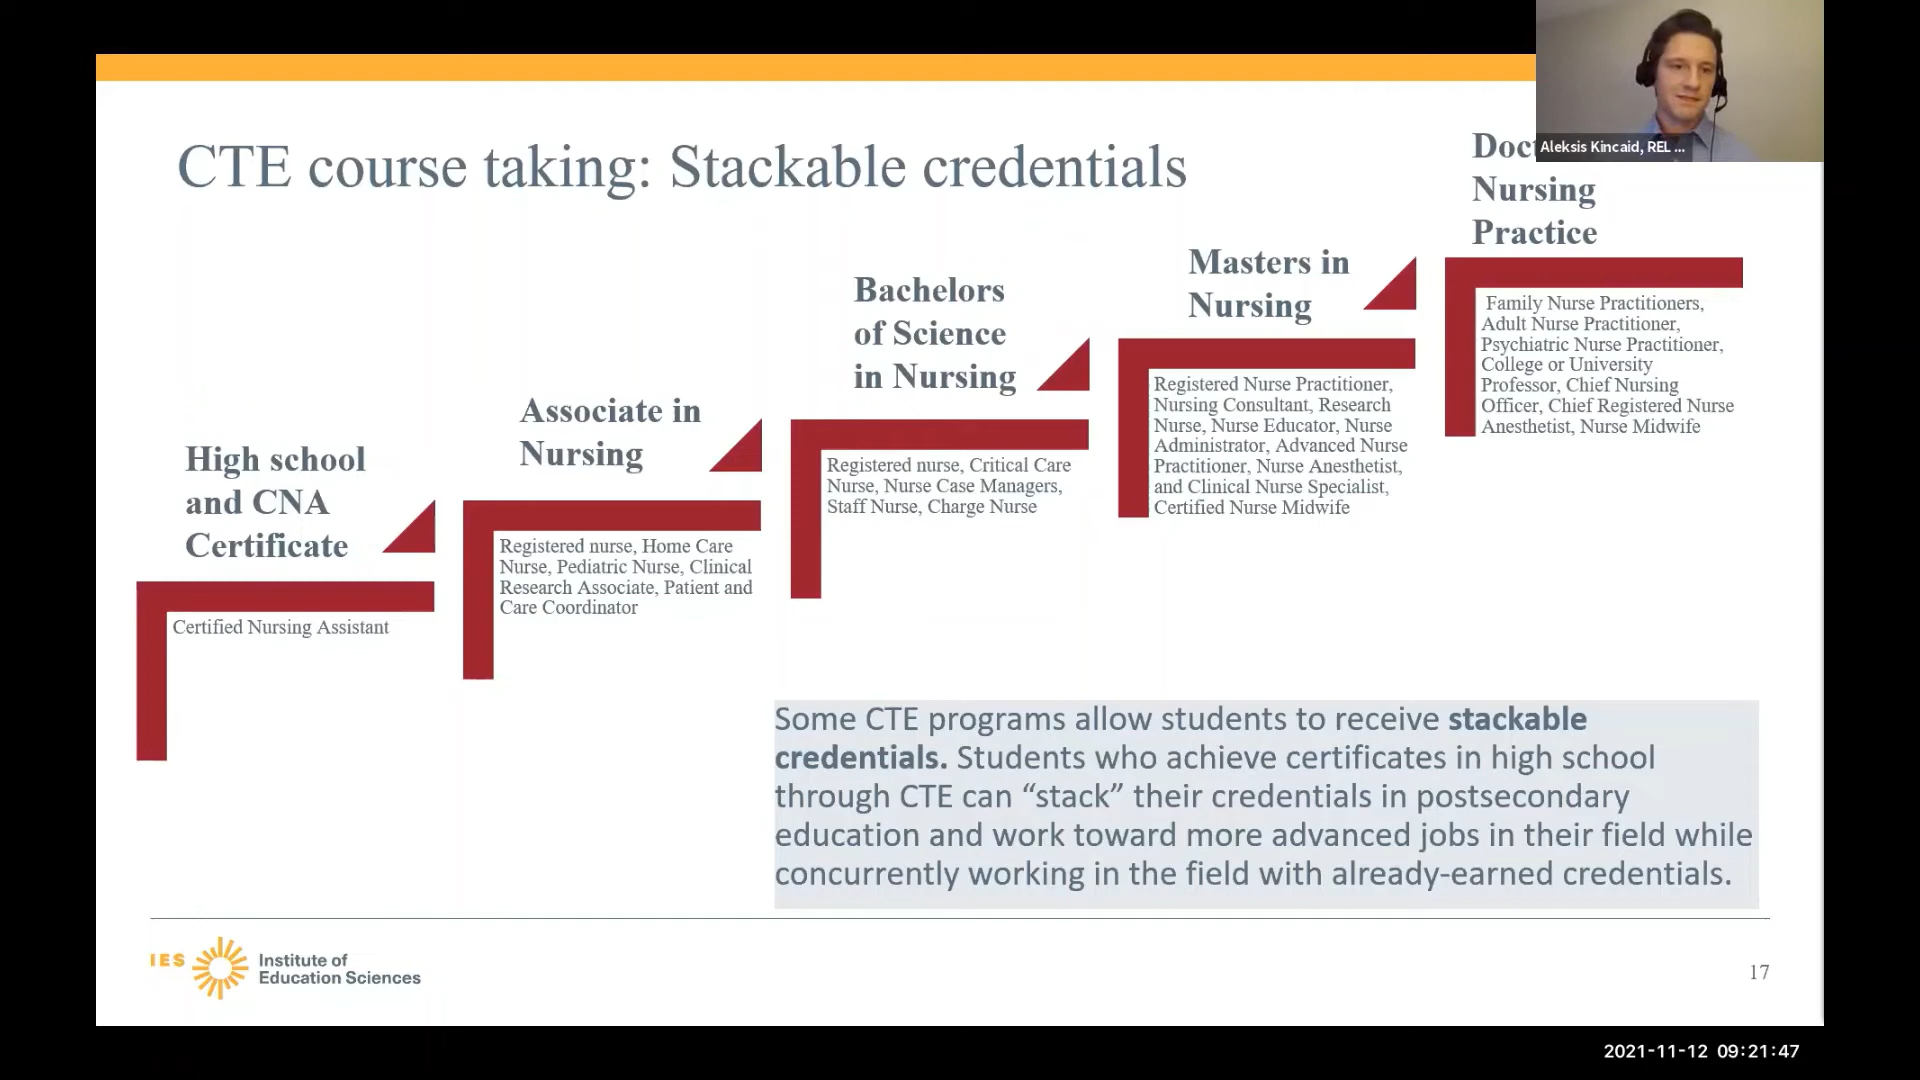 CTE course taking: Stackable credentials
Aleksis Kincaid, REL ...
High school
and CNA
Certificate
Certified Nursing Assistant
Associate in
Nursing
Registered nurse, Home Care
Nurse, Pediatric Nurse, Clinical
Research Associate, Patient and
Care Coordinator
Bachelors
of Science
in Nursing
Registered nurse, Critical Care
Nurse, Nurse Case Managers,
Staff Nurse, Charge Nurse
Masters in
Nursing
Registered Nurse Practitioner,
Nursing Consultant, Research
Nurse, Nurse Educator, Nurse
Administrator, Advanced Nurse
Practitioner, Nurse Anesthetist,
and Clinical Nurse Specialist,
Certified Nurse Midwife
Nursing
Practice
Family Nurse Practitioners,
Adult Nurse Practitioner,
Psychiatric Nurse Practitioner,
College or University
Professor, Chief Nursing
Officer, Chief Registered Nurse
Anesthetist, Nurse Midwife
Some CTE programs allow students to receive stackable
credentials. Students who achieve certificates in high school
through CTE can “stack” their credentials in postsecondary
education and work toward more advanced jobs in their field while
concurrently working in the field with already-earned credentials.
IES
Institute of
Education Sciences
17
2021-11-12 09:21:47